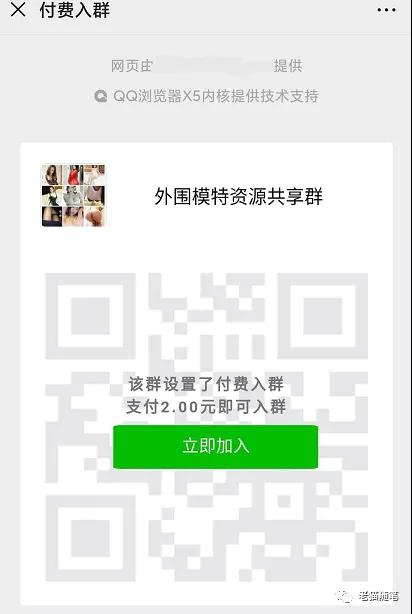 付费入群
网页由 提供
QQ浏览器X5内核提供技术支持
外围模特资源共享群
该群设置了付费入群
支付2.00元即可入群
立即加入
老猫随笔